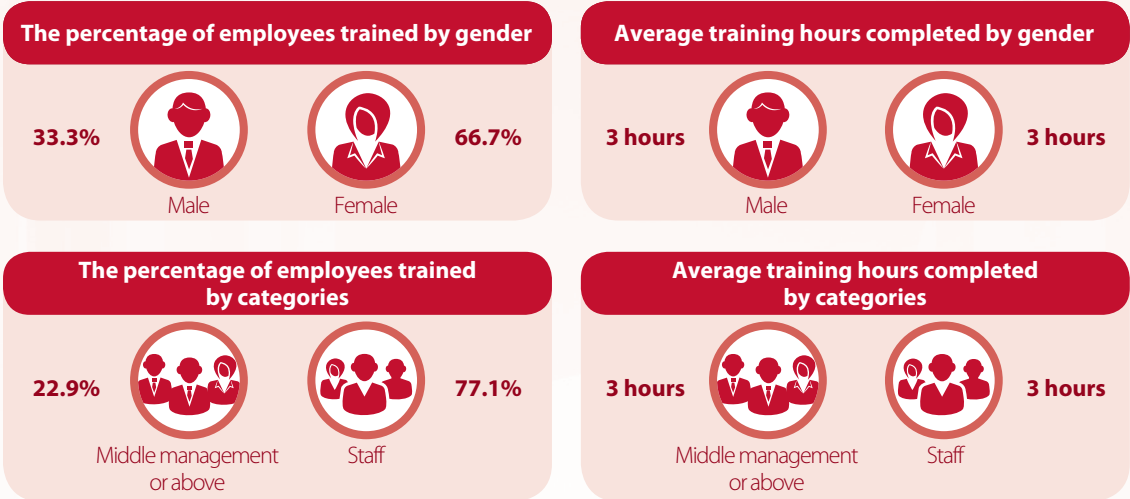 The percentage of employees trained by gender
33.3%
66.7%
Male
Female
Average training hours completed by gender
3 hours
3 hours
Male
Female
The percentage of employees trained
by categories
22.9%
77.1%
Middle management
or above
Staff
Average training hours completed
by categories
3 hours
3 hours
Middle management
or above
Staff